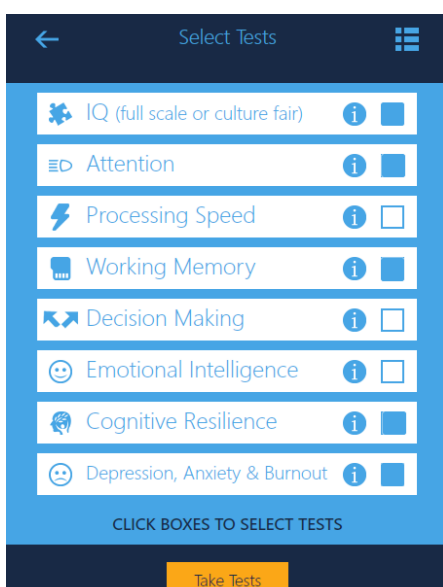 Select Tests
IQ (full scale or culture fair) i
Attention i
Processing Speed i
Working Memory i
Decision Making i
Emotional Intelligence i
Cognitive Resilience i
Depression, Anxiety & Burnout i
CLICK BOXES TO SELECT TESTS
Take Tests